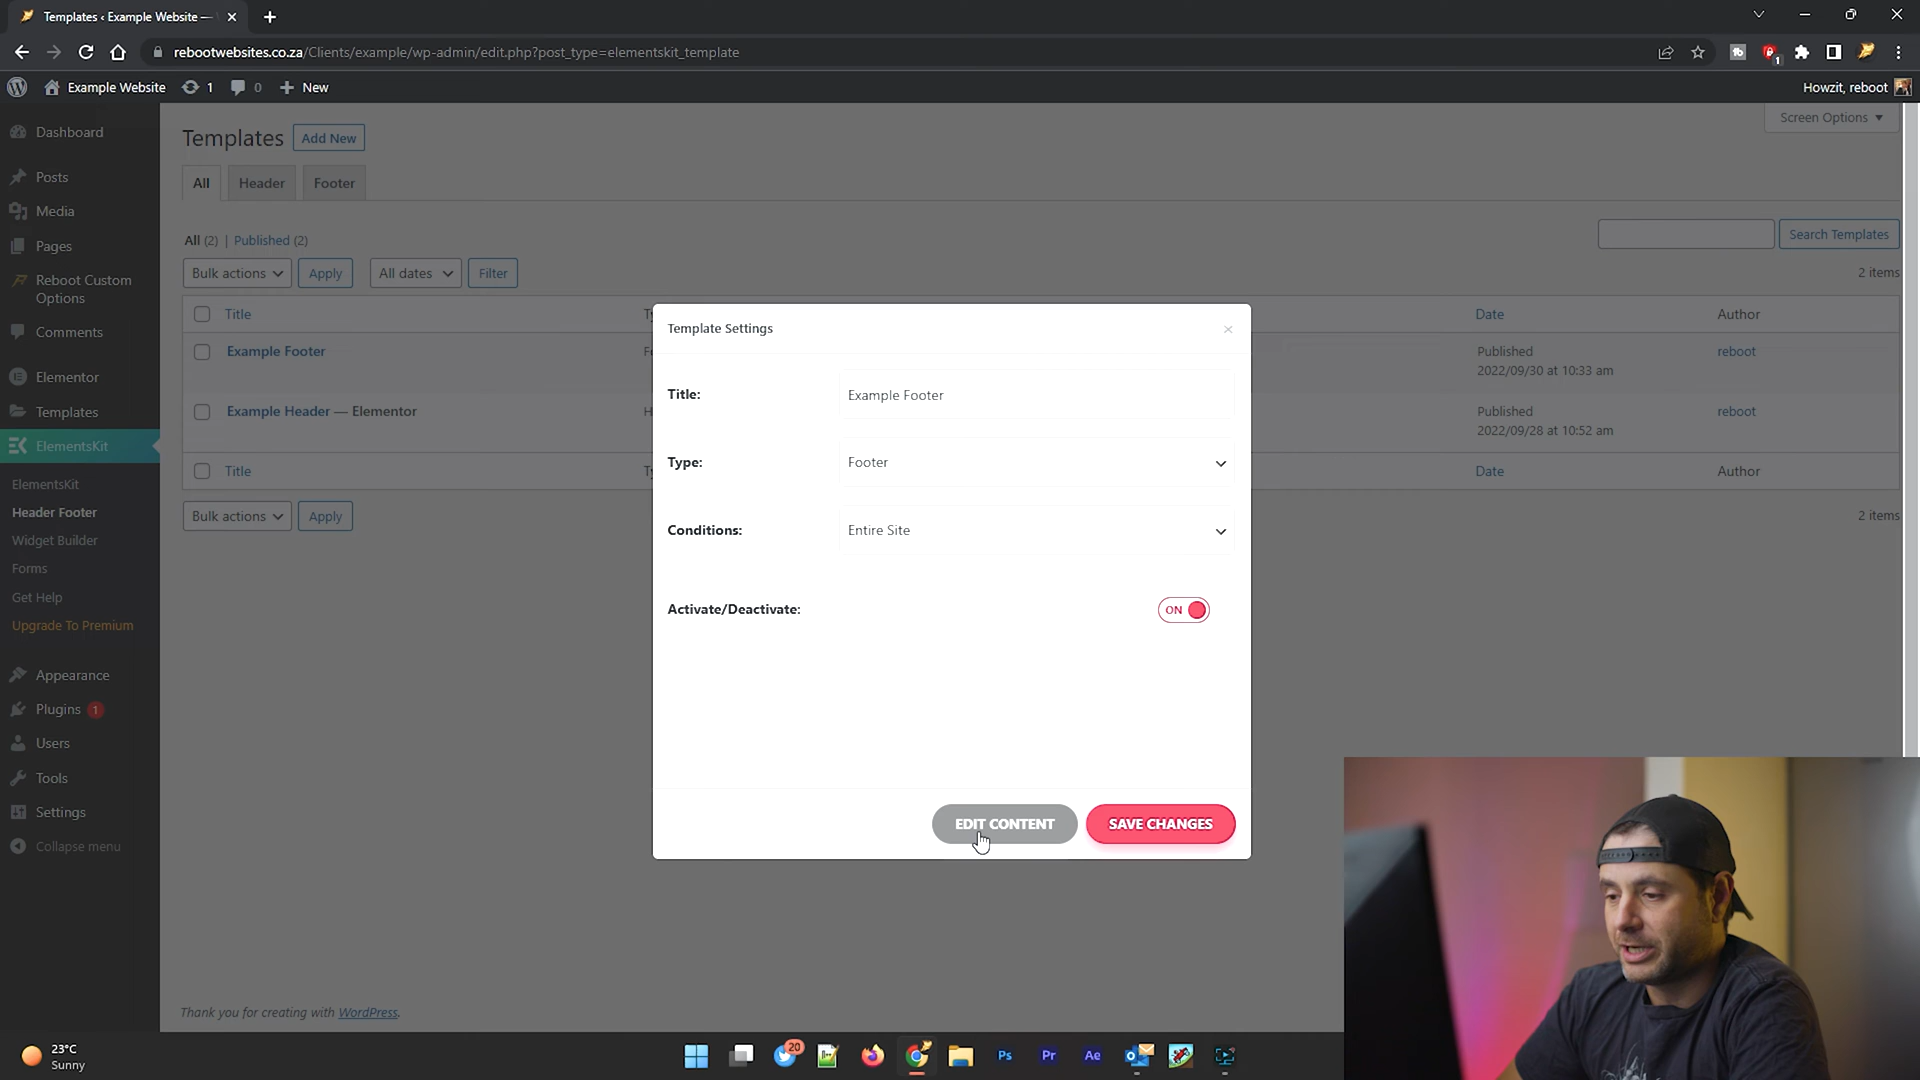 Templates ‹ Example Website —
rebootwebsites.co.za/Clients/example/wp-admin/edit.php?post_type=elementskit_template
1
Example Website
1
0
New
Howzit, reboot
Dashboard
Posts
Media
Pages
Reboot Custom
Options
Comments
Elementor
Templates
ElementsKit
ElementsKit
Header Footer
Widget Builder
Forms
Get Help
Upgrade To Premium
Appearance
Plugins 1
Users
Tools
Settings
Collapse menu
Templates Add New
Screen Options
All Header Footer
All (2) | Published (2)
Search Templates
Bulk actions Apply All dates Filter
2 items
Title Date Author
Example Footer Published reboot
2022/09/30 at 10:33 am
Example Header — Elementor Published reboot
2022/09/28 at 10:52 am
Title Date Author
Bulk actions Apply
2 items
Template Settings
×
Title: Example Footer
Type: Footer
Conditions: Entire Site
Activate/Deactivate: ON
EDIT CONTENT SAVE CHANGES
Thank you for creating with WordPress.
23°C
Sunny
20
Ps
Pr
Ae